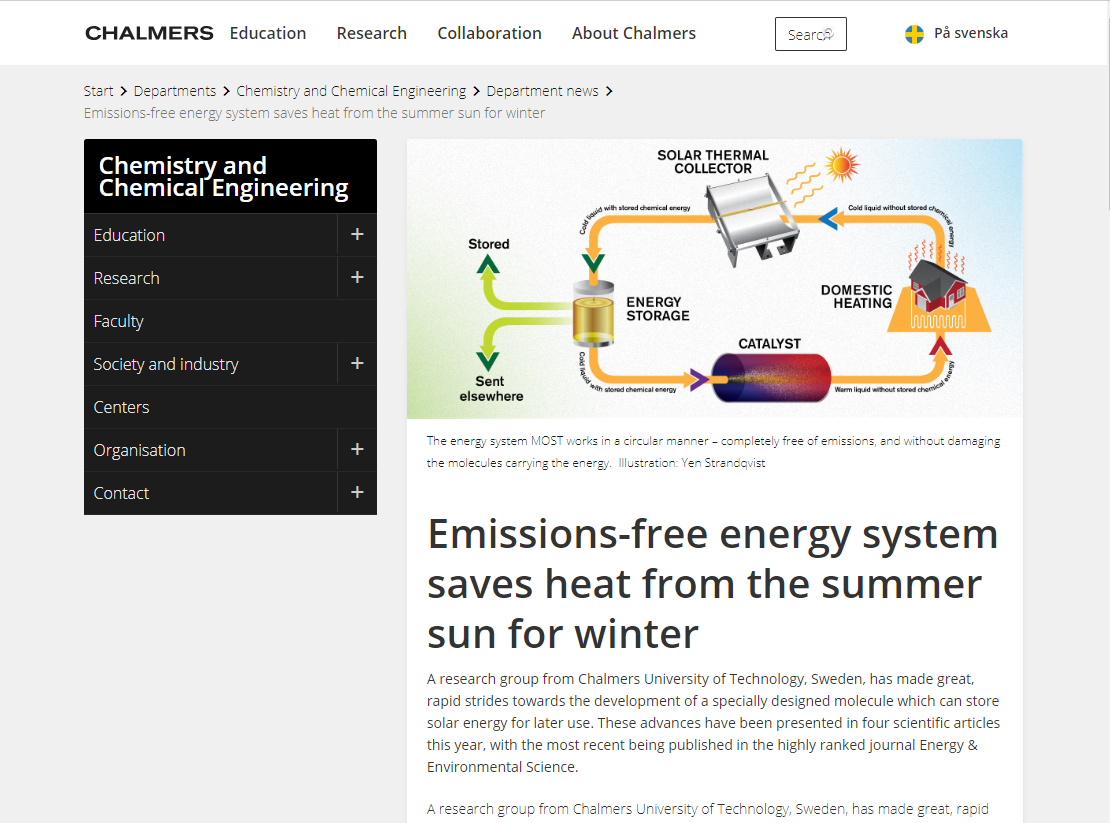 CHALMERS Education Research Collaboration About Chalmers Search På svenska
Start Departments Chemistry and Chemical Engineering Department news
Emissions-free energy system saves heat from the summer sun for winter
Chemistry and
Chemical Engineering
Education +
Research +
Faculty
Society and industry +
Centers
Organisation +
Contact +
SOLAR THERMAL
COLLECTOR
Cold liquid with stored chemical energy
Cold liquid without stored chemical energy
Stored
ENERGY
STORAGE
DOMESTIC
HEATING
CATALYST
Sent
elsewhere
Cold liquid with stored chemical energy
Warm liquid without stored chemical energy
The energy system MOST works in a circular manner – completely free of emissions, and without damaging
the molecules carrying the energy. Illustration: Yen Strandqvist
Emissions-free energy system
saves heat from the summer
sun for winter
A research group from Chalmers University of Technology, Sweden, has made great,
rapid strides towards the development of a specially designed molecule which can store
solar energy for later use. These advances have been presented in four scientific articles
this year, with the most recent being published in the highly ranked journal Energy &
Environmental Science.
A research group from Chalmers University of Technology, Sweden, has made great, rapid